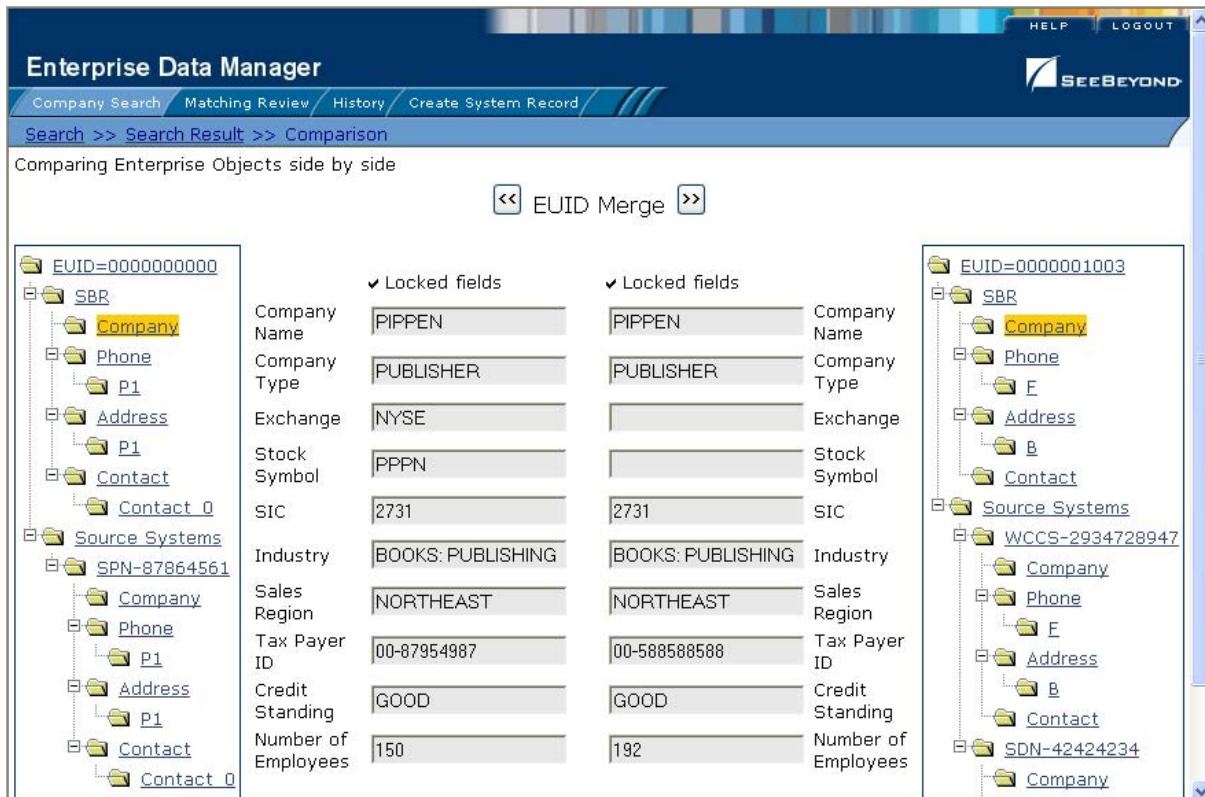 HELP LOGOUT
Enterprise Data Manager
SEEBEYOND
Company Search Matching Review History Create System Record
Search >> Search Result >> Comparison
Comparing Enterprise Objects side by side
<< EUID Merge >>
EUID=0000000000
SBR
Company
Phone
P1
Address
P1
Contact
Contact_0
Source Systems
SPN-87864561
Company
Phone
P1
Address
P1
Contact
Contact_0
Locked fields Locked fields
Company Name PIPPEN PIPPEN Company Name
Company Type PUBLISHER PUBLISHER Company Type
Exchange NYSE Exchange
Stock Symbol PPPN Stock Symbol
SIC 2731 2731 SIC
Industry BOOKS: PUBLISHING BOOKS: PUBLISHING Industry
Sales Region NORTHEAST NORTHEAST Sales Region
Tax Payer ID 00-87954987 00-588588588 Tax Payer ID
Credit Standing GOOD GOOD Credit Standing
Number of Employees 150 192 Number of Employees
EUID=0000001003
SBR
Company
Phone
F
Address
B
Contact
Source Systems
WCCS-2934728947
Company
Phone
F
Address
B
Contact
SDN-42424234
Company